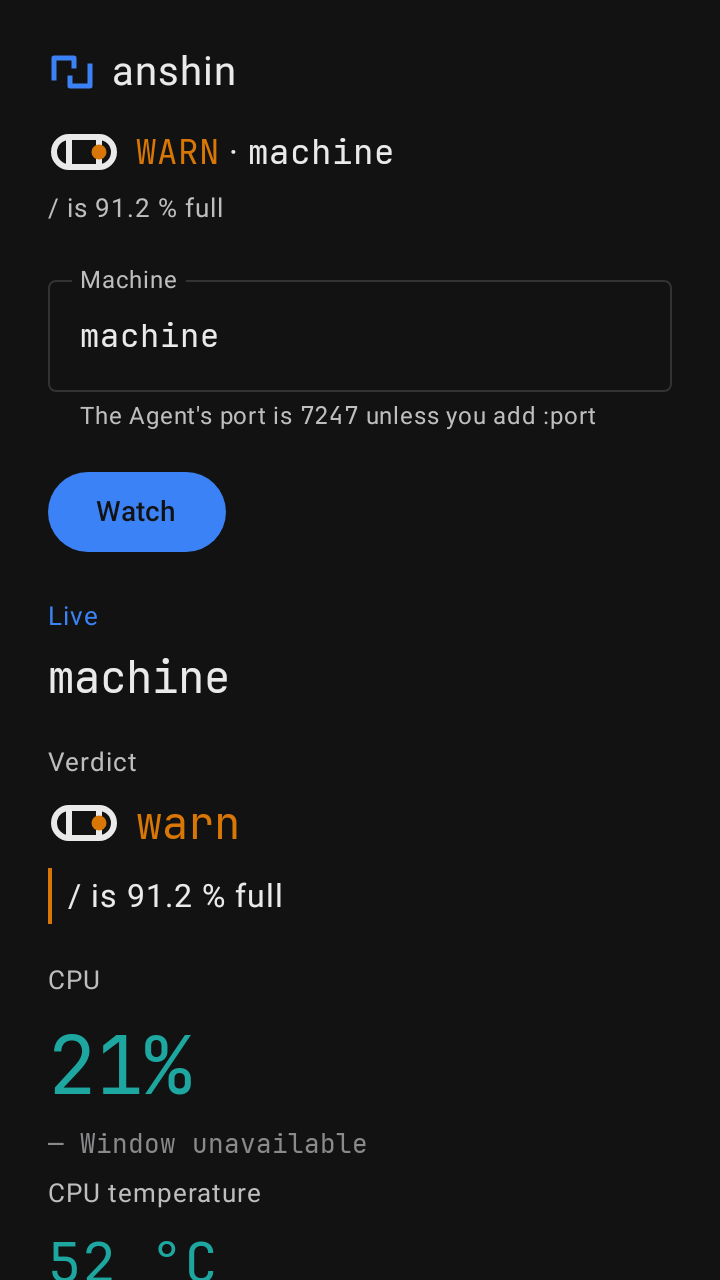 anshin
WARN · machine
/ is 91.2 % full
Machine
machine
The Agent's port is 7247 unless you add :port
Watch
Live
machine
Verdict
warn
/ is 91.2 % full
CPU
21%
— Window unavailable
CPU temperature
52 °C